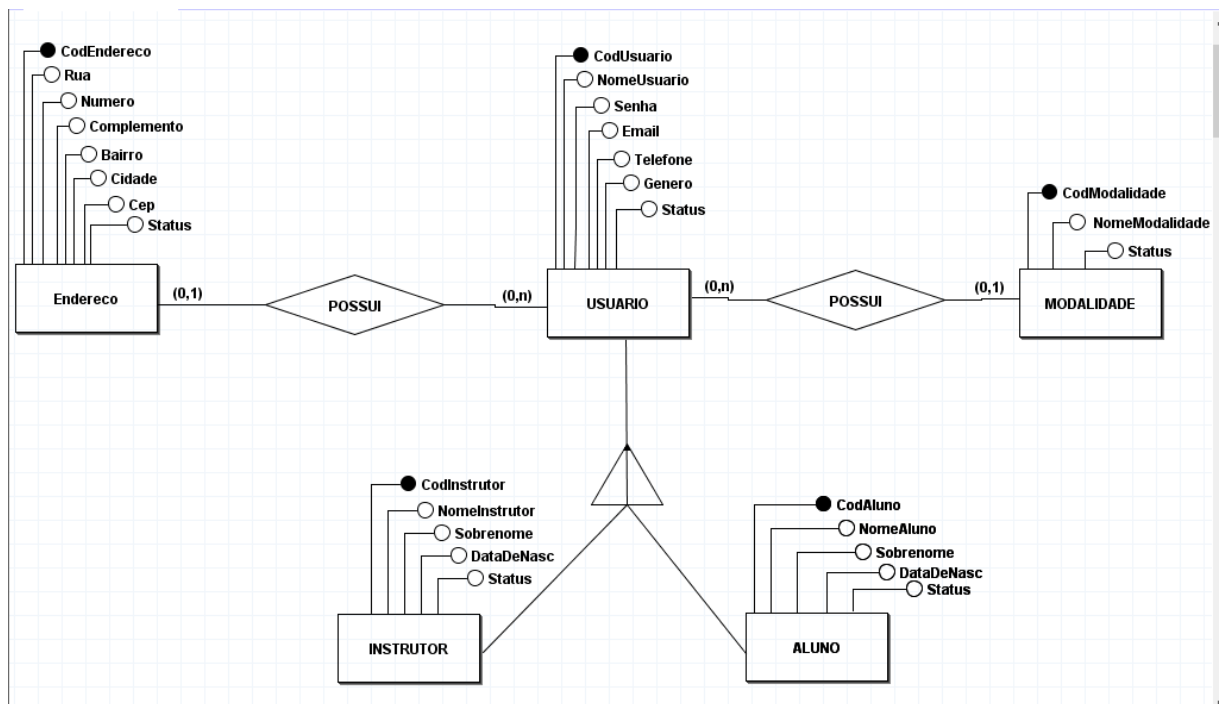 CodEndereco
Rua
Numero
Complemento
Bairro
Cidade
Cep
Status
Endereco
(0,1)
POSSUI
(0,n)
CodUsuario
NomeUsuario
Senha
Email
Telefone
Genero
Status
USUARIO
(0,n)
POSSUI
(0,1)
CodModalidade
NomeModalidade
Status
MODALIDADE
CodInstrutor
NomeInstrutor
Sobrenome
DataDeNasc
Status
INSTRUTOR
CodAluno
NomeAluno
Sobrenome
DataDeNasc
Status
ALUNO